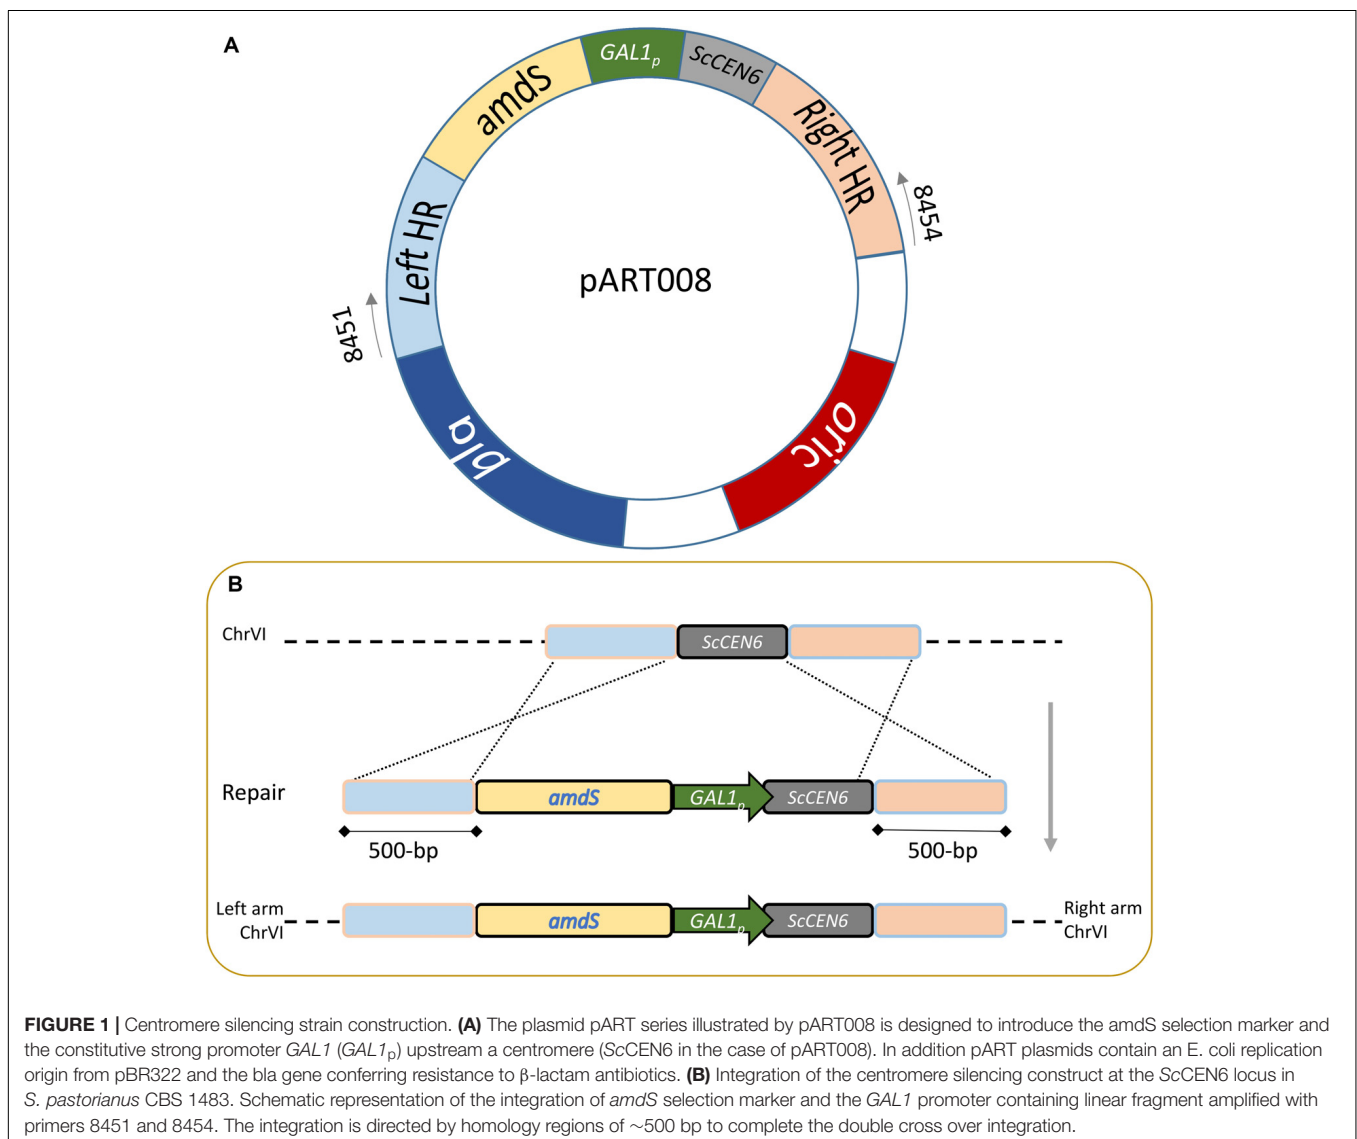 A
GAL1p
ScCEN6
amdS
Right HR
Left HR
8454
8451
pART008
bla
oriC
B
ChrVI
ScCEN6
Repair
amdS
GAL1p
ScCEN6
500-bp
500-bp
Left arm
ChrVI
amdS
GAL1p
ScCEN6
Right arm
ChrVI
FIGURE 1 | Centromere silencing strain construction. (A) The plasmid pART series illustrated by pART008 is designed to introduce the amdS selection marker and
the constitutive strong promoter GAL1 (GAL1p) upstream a centromere (ScCEN6 in the case of pART008). In addition pART plasmids contain an E. coli replication
origin from pBR322 and the bla gene conferring resistance to β-lactam antibiotics. (B) Integration of the centromere silencing construct at the ScCEN6 locus in
S. pastorianus CBS 1483. Schematic representation of the integration of amdS selection marker and the GAL1 promoter containing linear fragment amplified with
primers 8451 and 8454. The integration is directed by homology regions of ~500 bp to complete the double cross over integration.